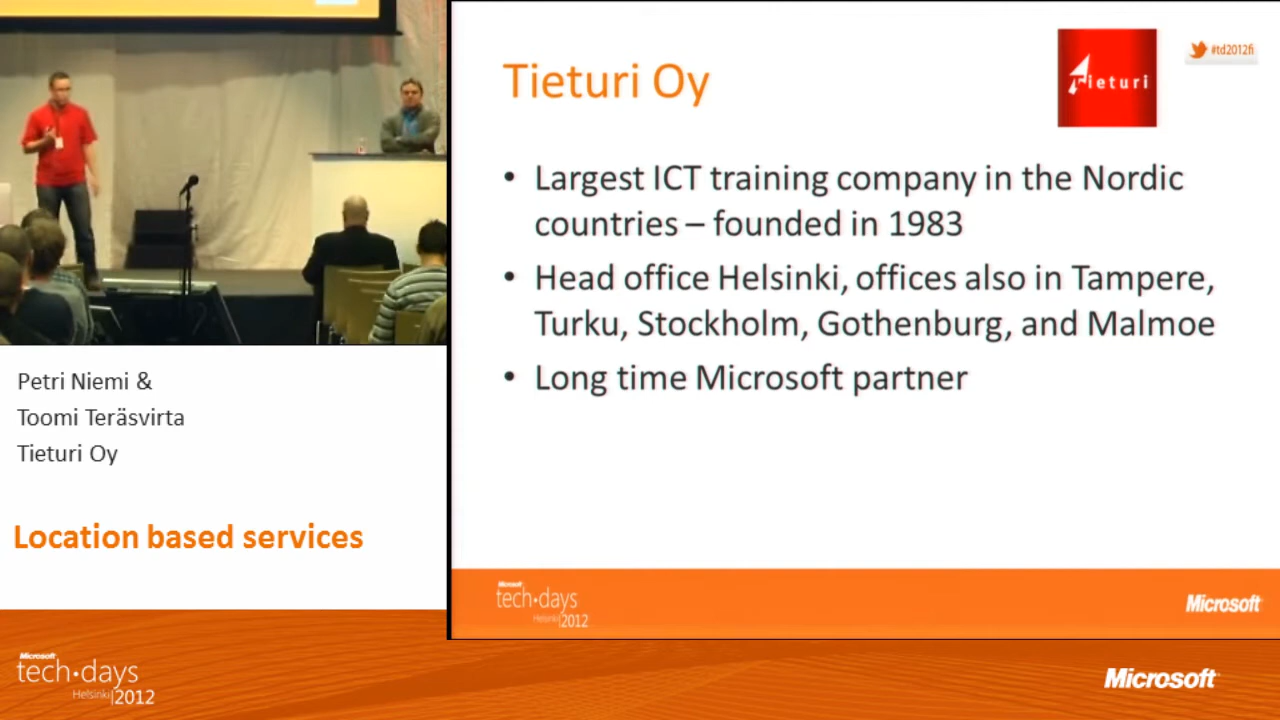 Tieturi Oy
Tieturi
#td2012fi
• Largest ICT training company in the Nordic
countries – founded in 1983
• Head office Helsinki, offices also in Tampere,
Turku, Stockholm, Gothenburg, and Malmoe
• Long time Microsoft partner
Microsoft
tech•days
Helsinki|2012
Microsoft
Petri Niemi &
Toomi Teräsvirta
Tieturi Oy
Location based services
Microsoft
tech•days
Helsinki|2012
Microsoft